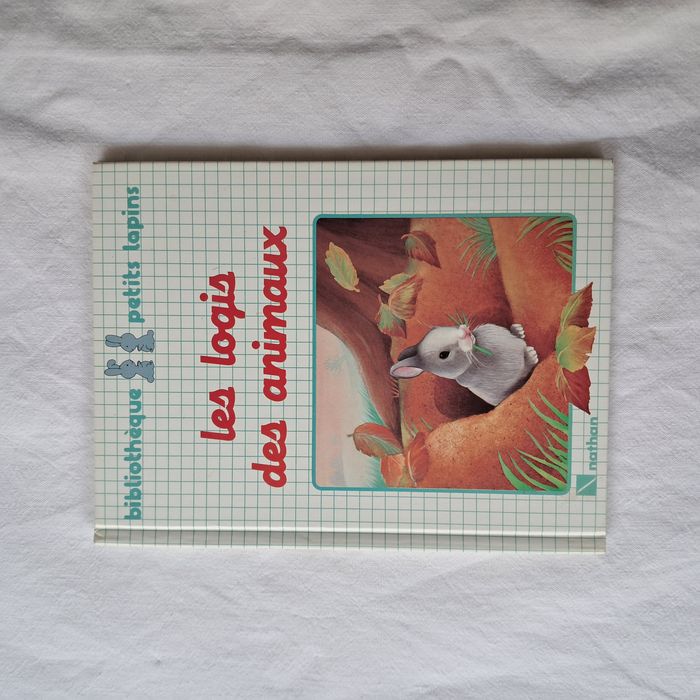 bibliothèque petits lapins
les logis
des animaux
nathan